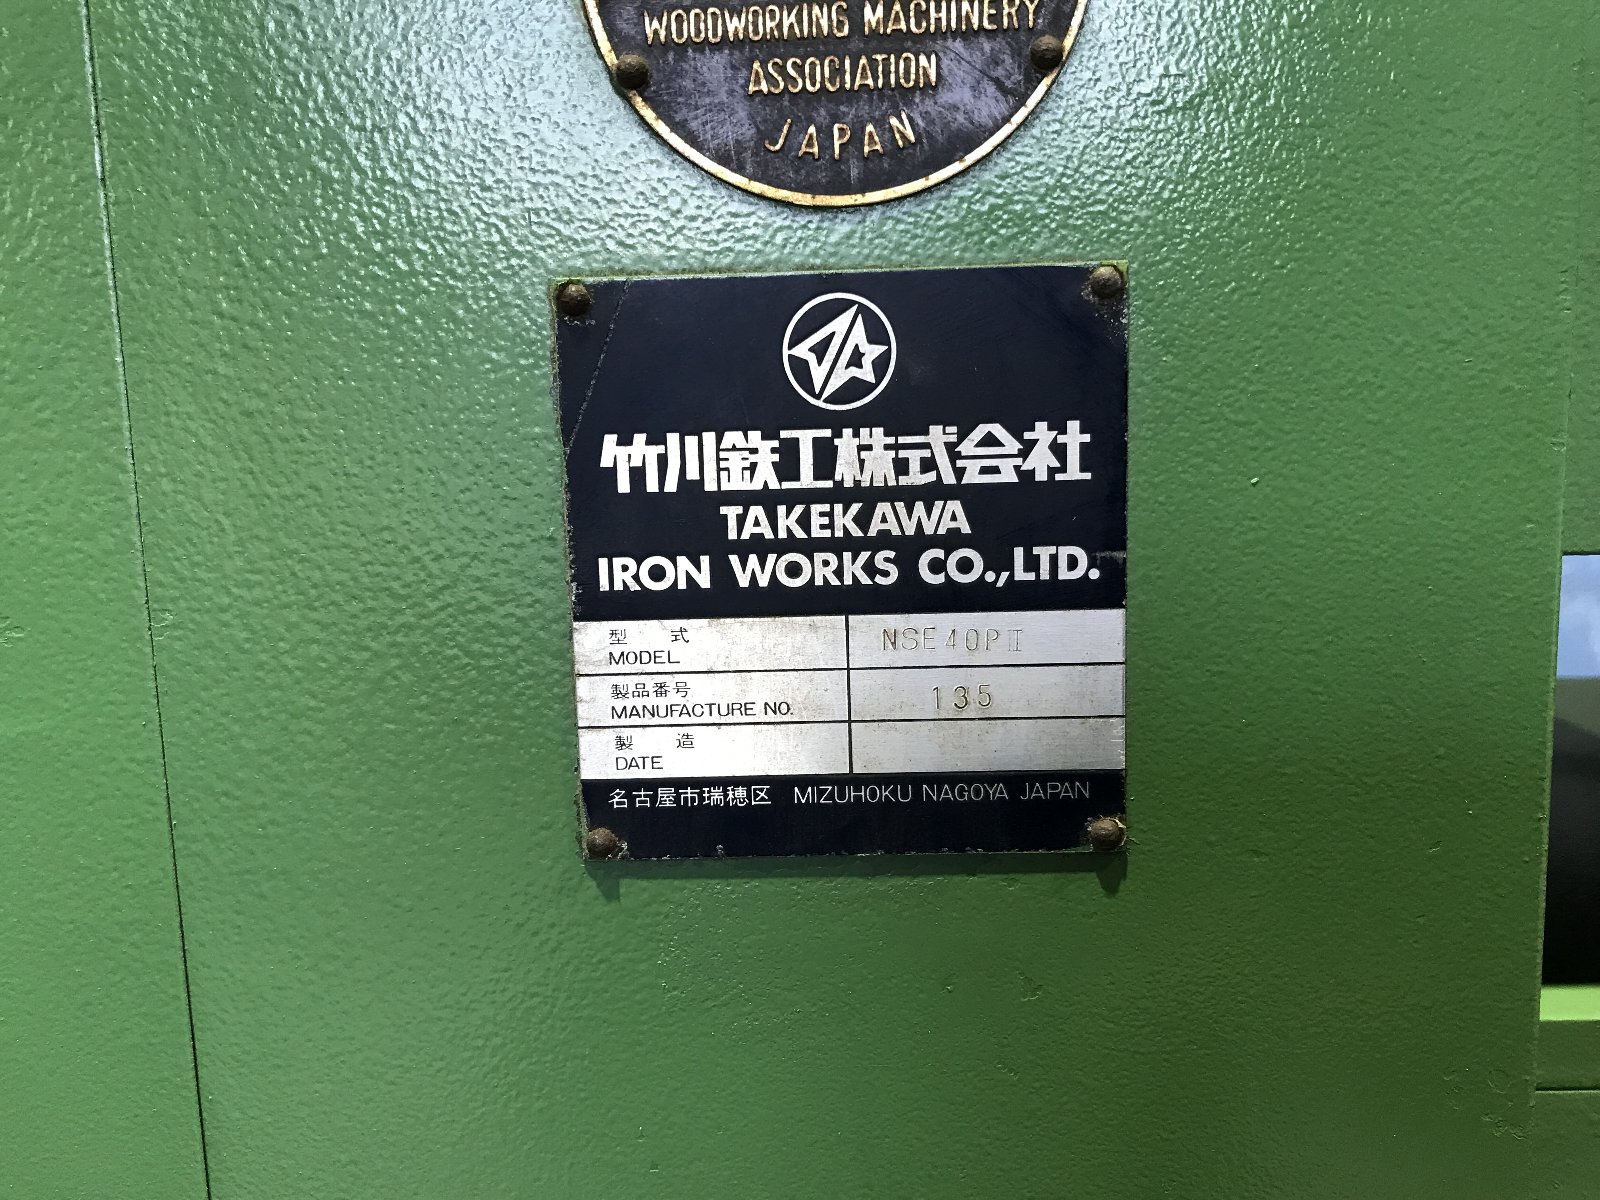 WOODWORKING MACHINERY
ASSOCIATION
JAPAN
竹川鉄工株式会社
TAKEKAWA
IRON WORKS CO.,LTD.
型 式 NSE40PⅡ
MODEL
製品番号 135
MANUFACTURE NO.
製 造
DATE
名古屋市瑞穂区 MIZUHOKU NAGOYA JAPAN